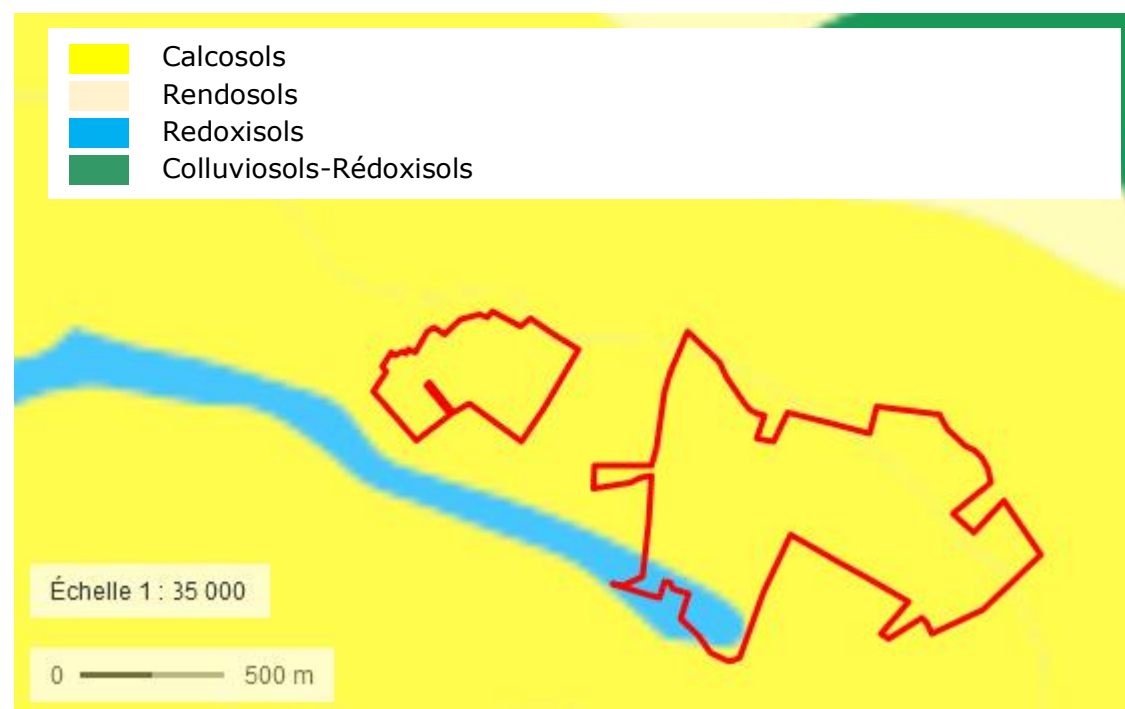 Calcosols
Rendosols
Redoxisols
Colluviosols-Rédoxisols
Échelle 1 : 35 000
0 500 m